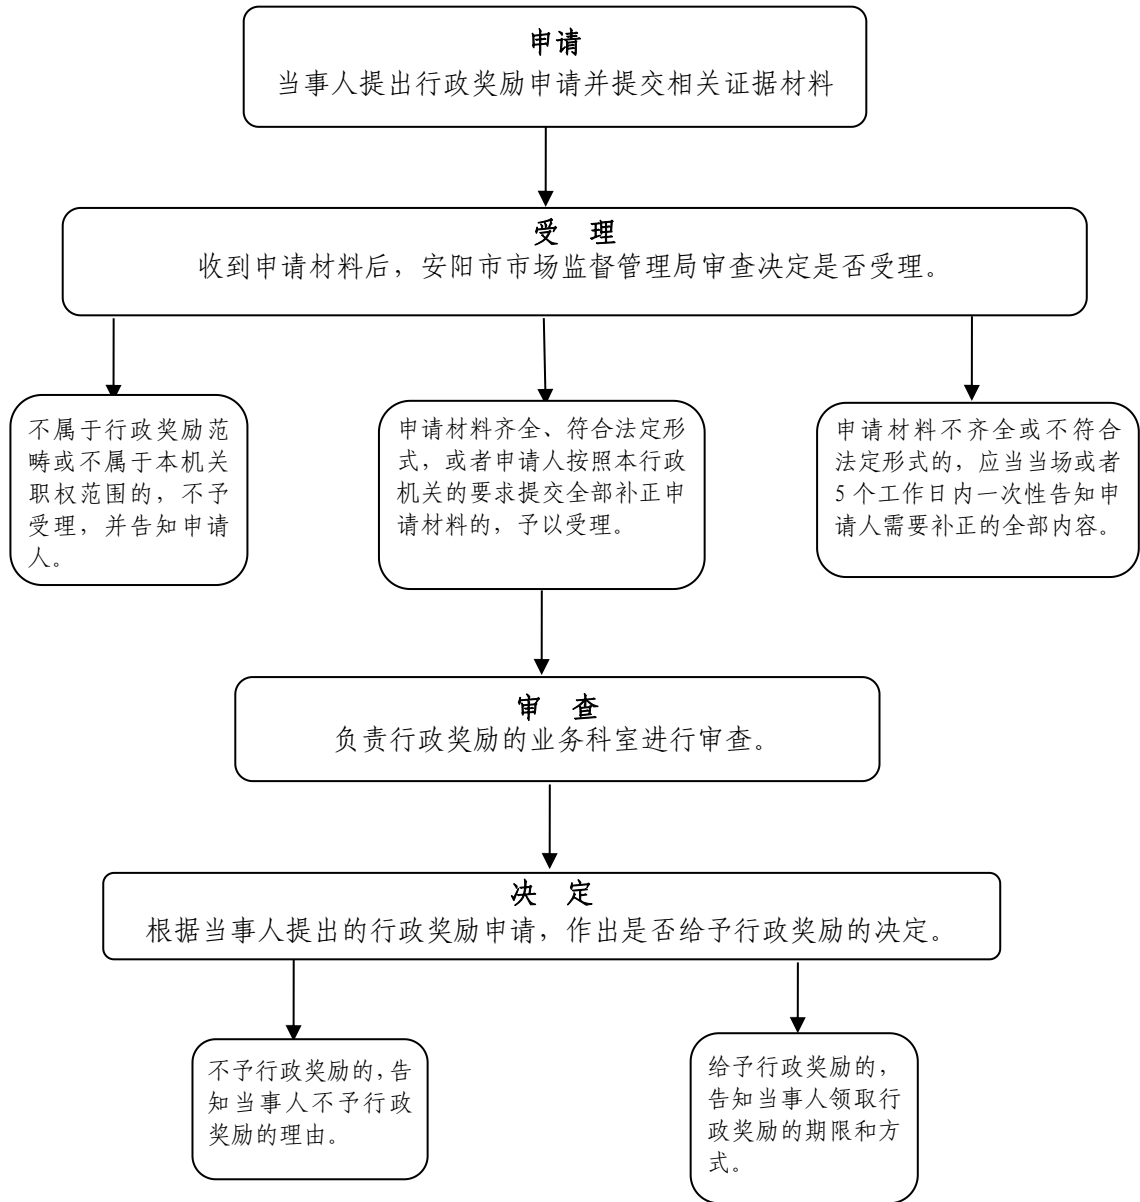 申请
当事人提出行政奖励申请并提交相关证据材料
受 理
收到申请材料后，安阳市市场监督管理局审查决定是否受理。
不属于行政奖励范
畴或不属于本机关
职权范围的，不予
受理，并告知申请
人。
申请材料齐全、符合法定形
式，或者申请人按照本行政
机关的要求提交全部补正申
请材料的，予以受理。
申请材料不齐全或不符合
法定形式的，应当当场或者
5 个工作日内一次性告知申
请人需要补正的全部内容。
审 查
负责行政奖励的业务科室进行审查。
决 定
根据当事人提出的行政奖励申请，作出是否给予行政奖励的决定。
不予行政奖励的，告
知当事人不予行政
奖励的理由。
给予行政奖励的，
告知当事人领取行
政奖励的期限和方
式。